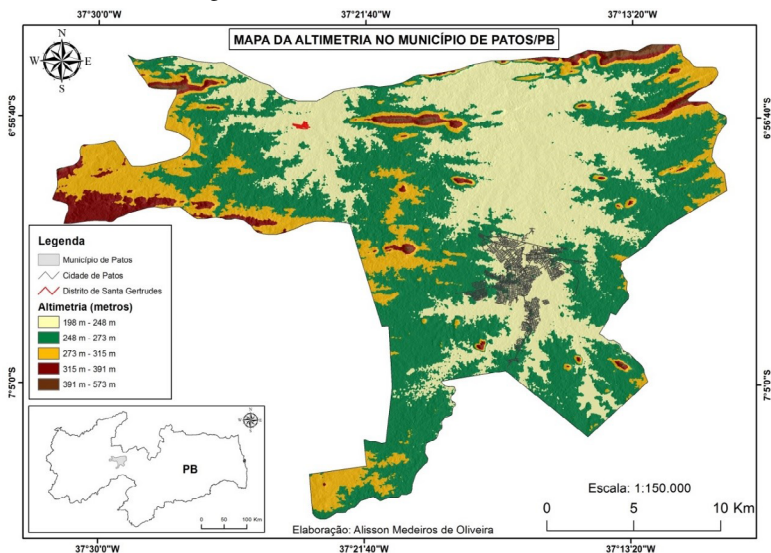 37°30'0"W
37°21'40"W
37°13'20"W
MAPA DA ALTIMETRIA NO MUNICÍPIO DE PATOS/PB
N
W
E
S
6°56'40"S
6°56'40"S
Legenda
Município de Patos
Cidade de Patos
Distrito de Santa Gertrudes
Altimetria (metros)
198 m - 248 m
248 m - 273 m
273 m - 315 m
315 m - 391 m
391 m - 573 m
7°5'0"S
7°5'0"S
PB
0 50 100 Km
Escala: 1:150.000
0 5 10 Km
Elaboração: Alisson Medeiros de Oliveira
37°30'0"W
37°21'40"W
37°13'20"W